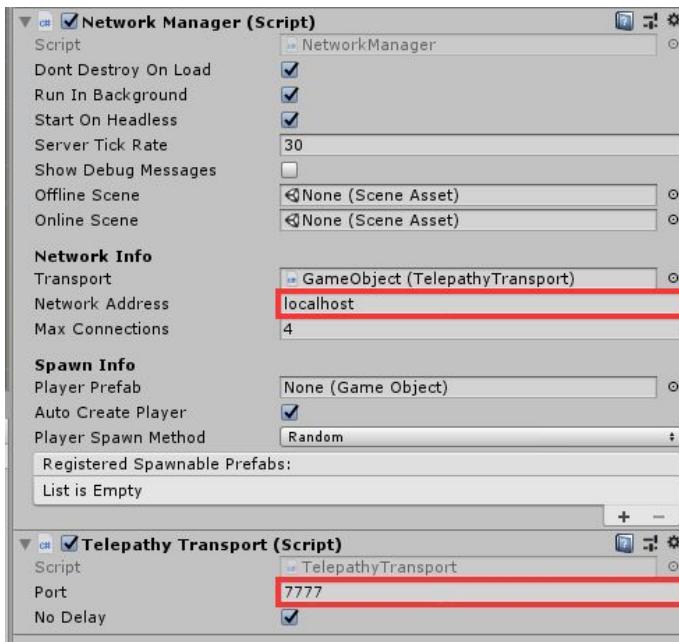 Network Manager (Script)
Script NetworkManager
Dont Destroy On Load
Run In Background
Start On Headless
Server Tick Rate 30
Show Debug Messages
Offline Scene None (Scene Asset)
Online Scene None (Scene Asset)
Network Info
Transport GameObject (TelepathyTransport)
Network Address localhost
Max Connections 4
Spawn Info
Player Prefab None (Game Object)
Auto Create Player
Player Spawn Method Random
Registered Spawnable Prefabs:
List is Empty
+ −
Telepathy Transport (Script)
Script TelepathyTransport
Port 7777
No Delay